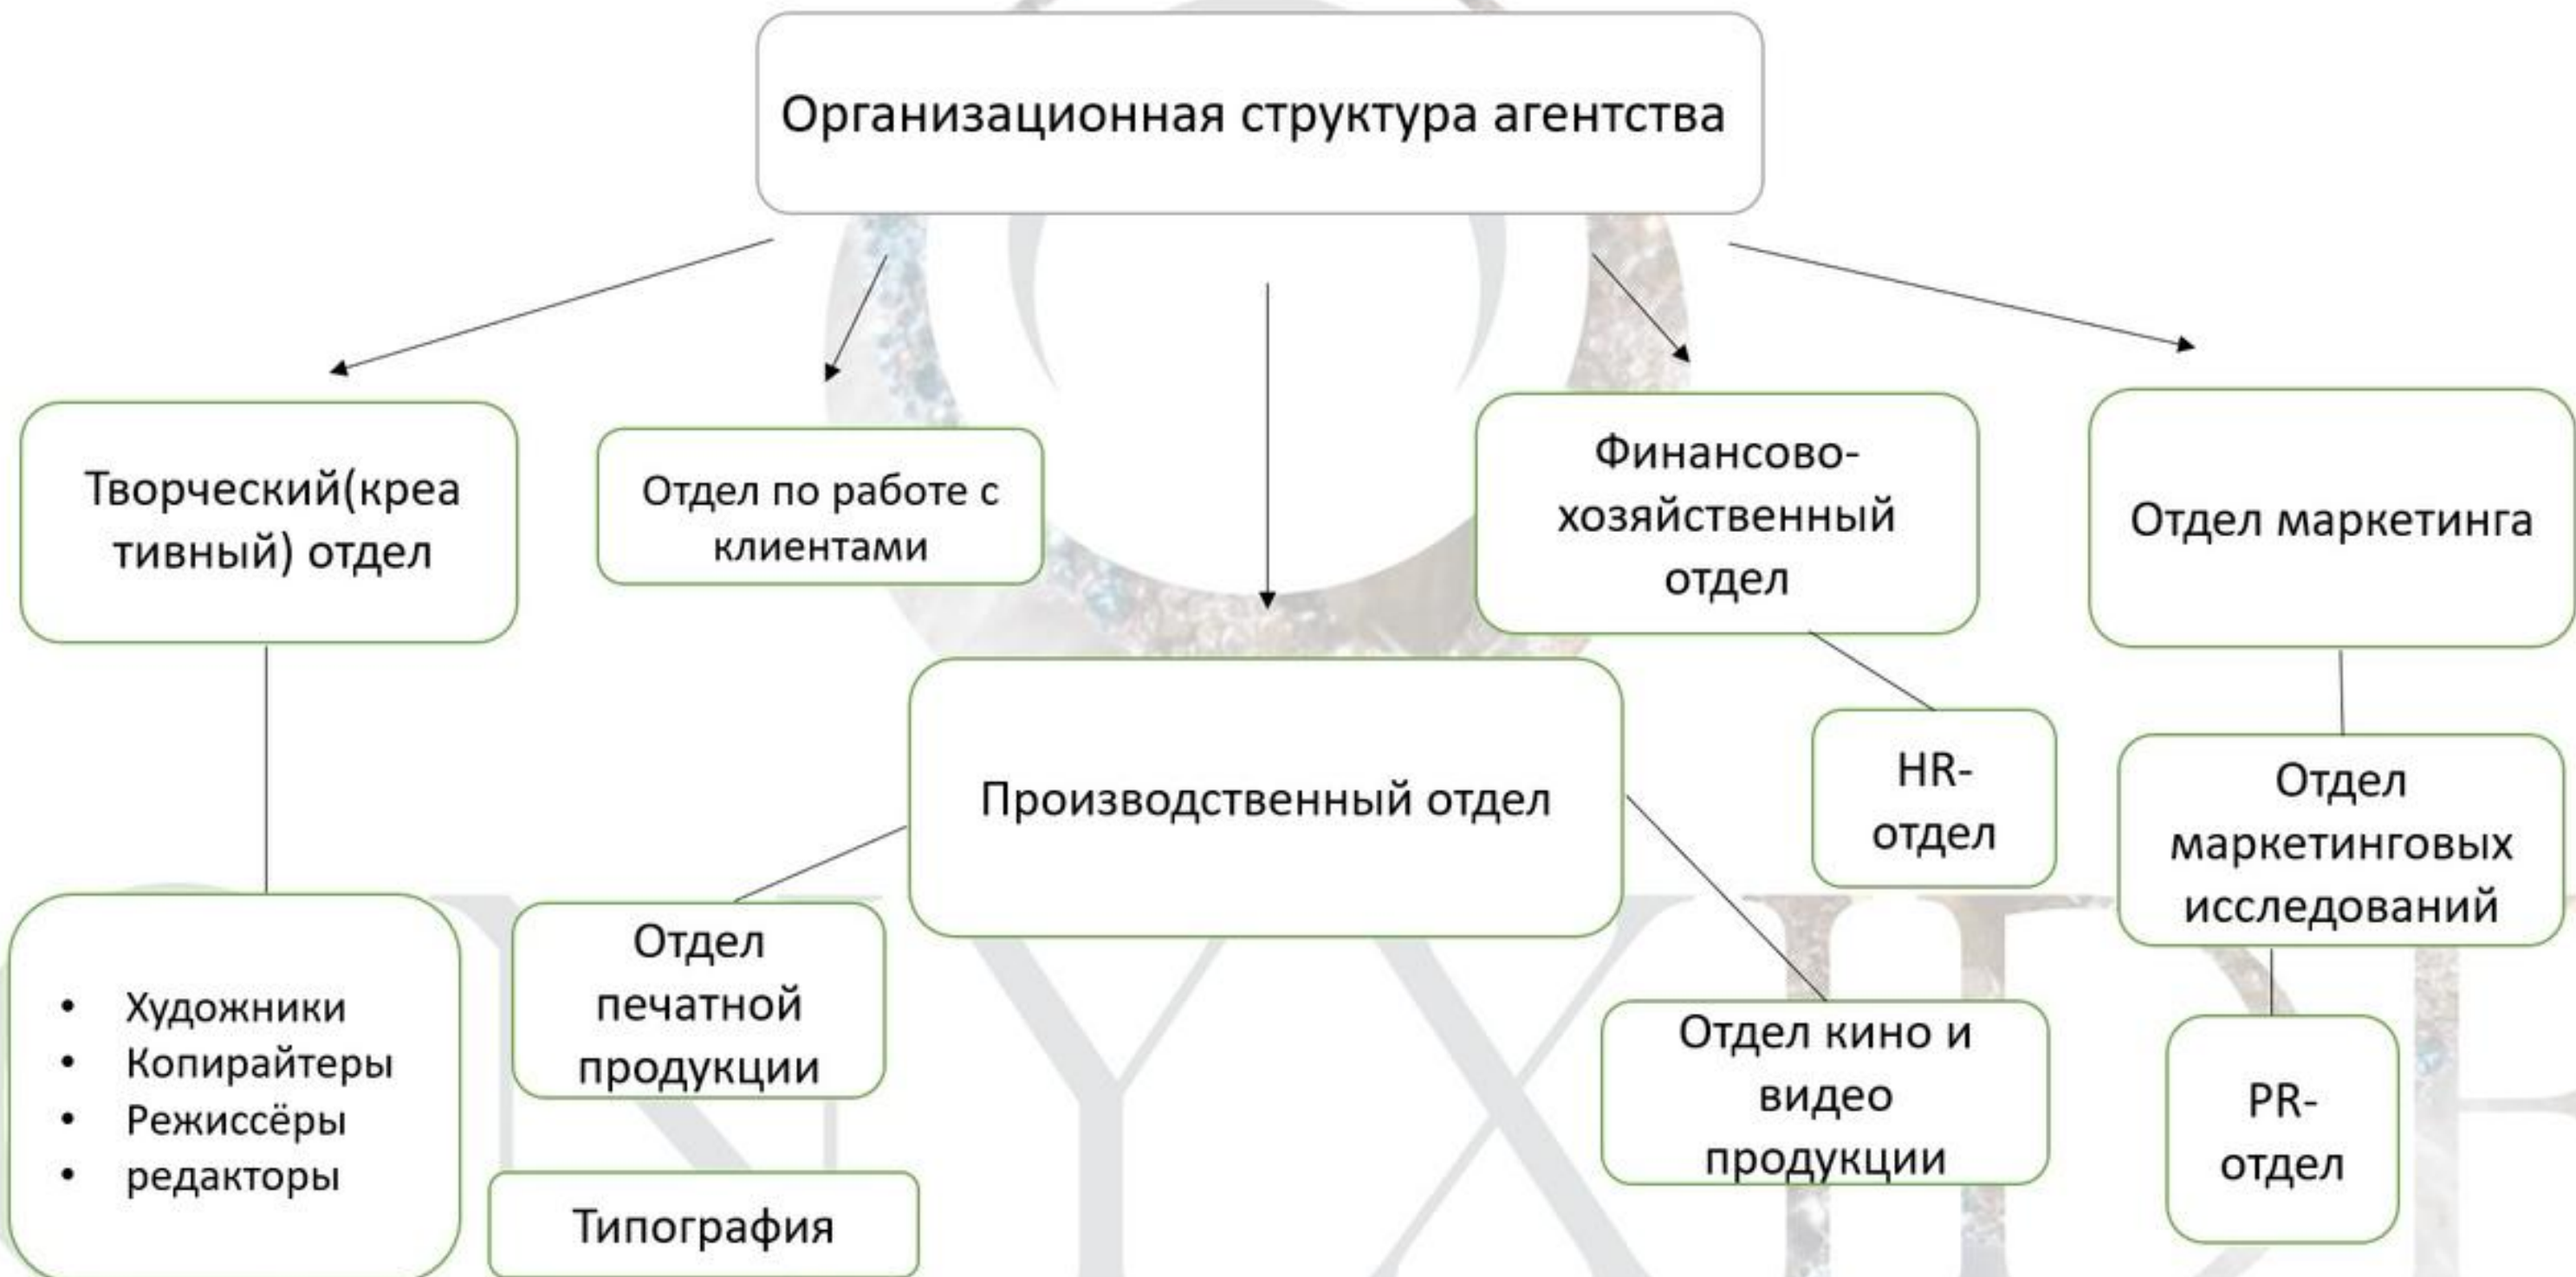 Организационная структура агентства
Творческий(креа
тивный) отдел
Отдел по работе с
клиентами
Финансово-
хозяйственный
отдел
Отдел маркетинга
Производственный отдел
HR-
отдел
Отдел
маркетинговых
исследований
• Художники
• Копирайтеры
• Режиссёры
• редакторы
Отдел
печатной
продукции
Отдел кино и
видео
продукции
PR-
отдел
Типография